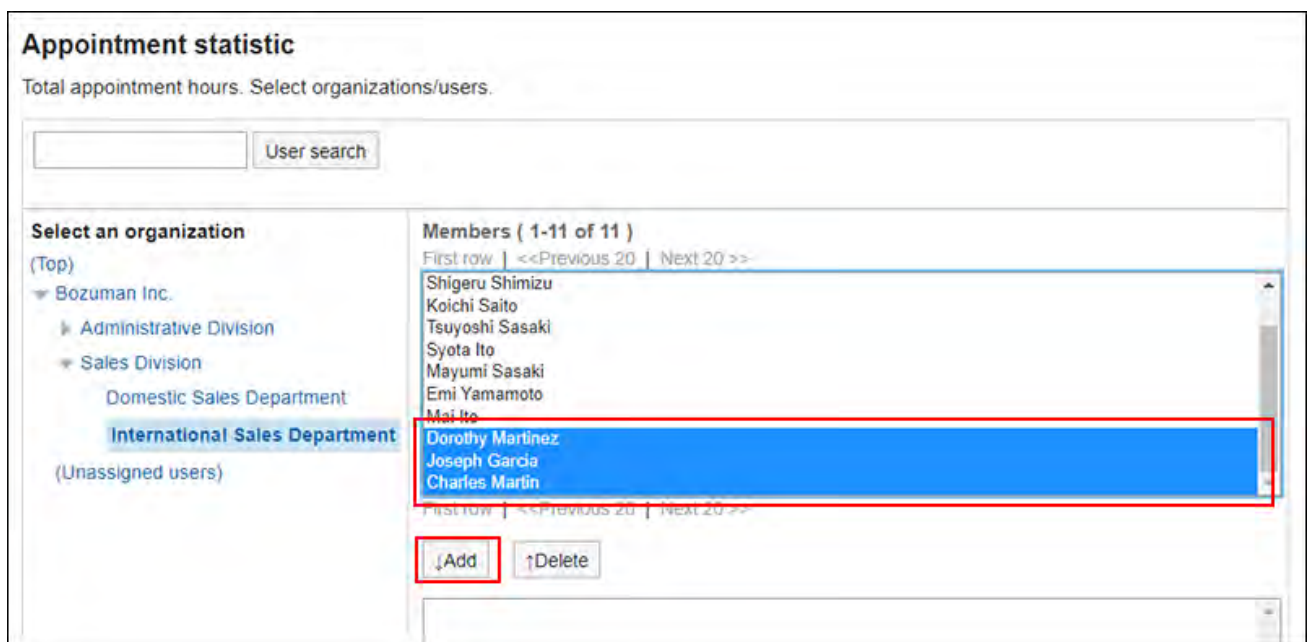 Appointment statistic
Total appointment hours. Select organizations/users.
User search
Select an organization
(Top)
Bozuman Inc.
Administrative Division
Sales Division
Domestic Sales Department
International Sales Department
(Unassigned users)
Members ( 1-11 of 11 )
First row | <<Previous 20 | Next 20 >>
Shigeru Shimizu
Koichi Saito
Tsuyoshi Sasaki
Syota Ito
Mayumi Sasaki
Emi Yamamoto
Mai Ito
Dorothy Martinez
Joseph Garcia
Charles Martin
First row | <<Previous 20 | Next 20 >>
↓Add ↑Delete